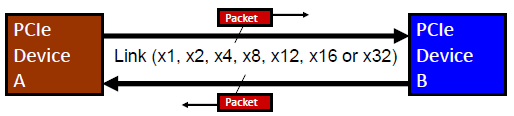 Packet
PCIe
Device
A
Link (x1, x2, x4, x8, x12, x16 or x32)
PCIe
Device
B
Packet